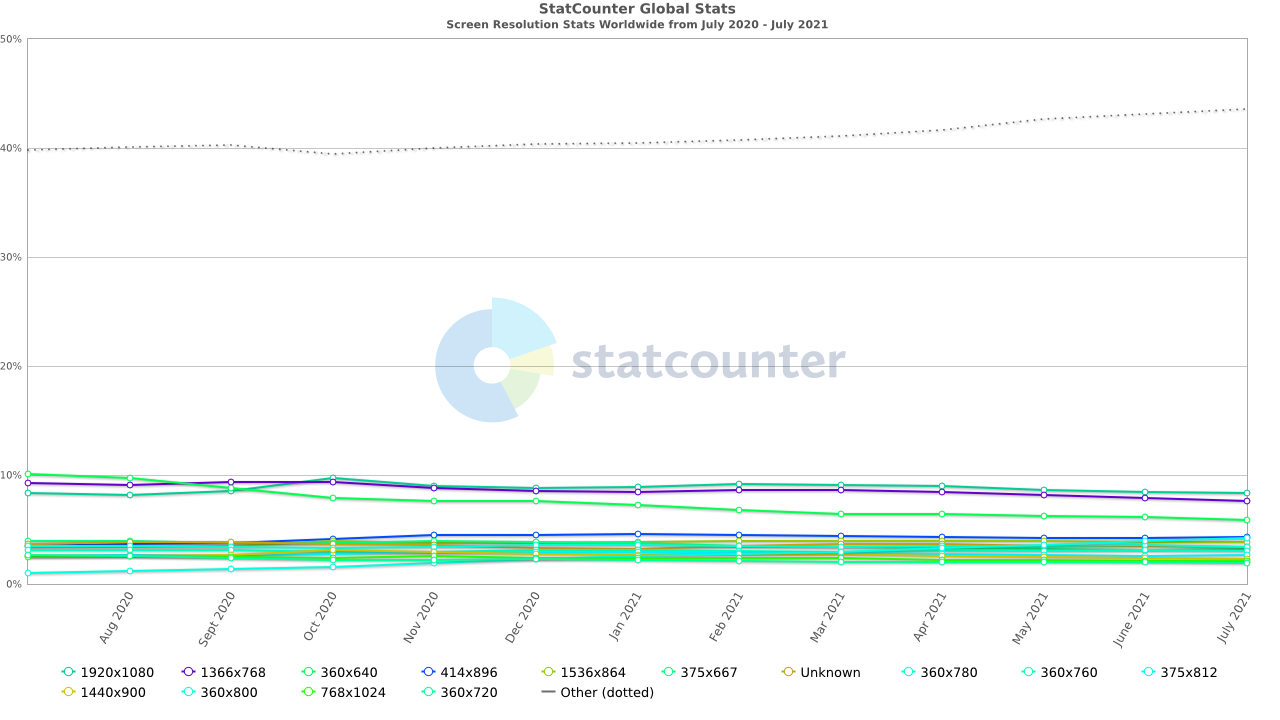 StatCounter Global Stats
Screen Resolution Stats Worldwide from July 2020 - July 2021
50%
40%
30%
20%
10%
0%
statcounter
Aug 2020
Sept 2020
Oct 2020
Nov 2020
Dec 2020
Jan 2021
Feb 2021
Mar 2021
Apr 2021
May 2021
June 2021
July 2021
1920x1080 1366x768 360x640 414x896 1536x864 375x667 Unknown 360x780 360x760 375x812
1440x900 360x800 768x1024 360x720 Other (dotted)